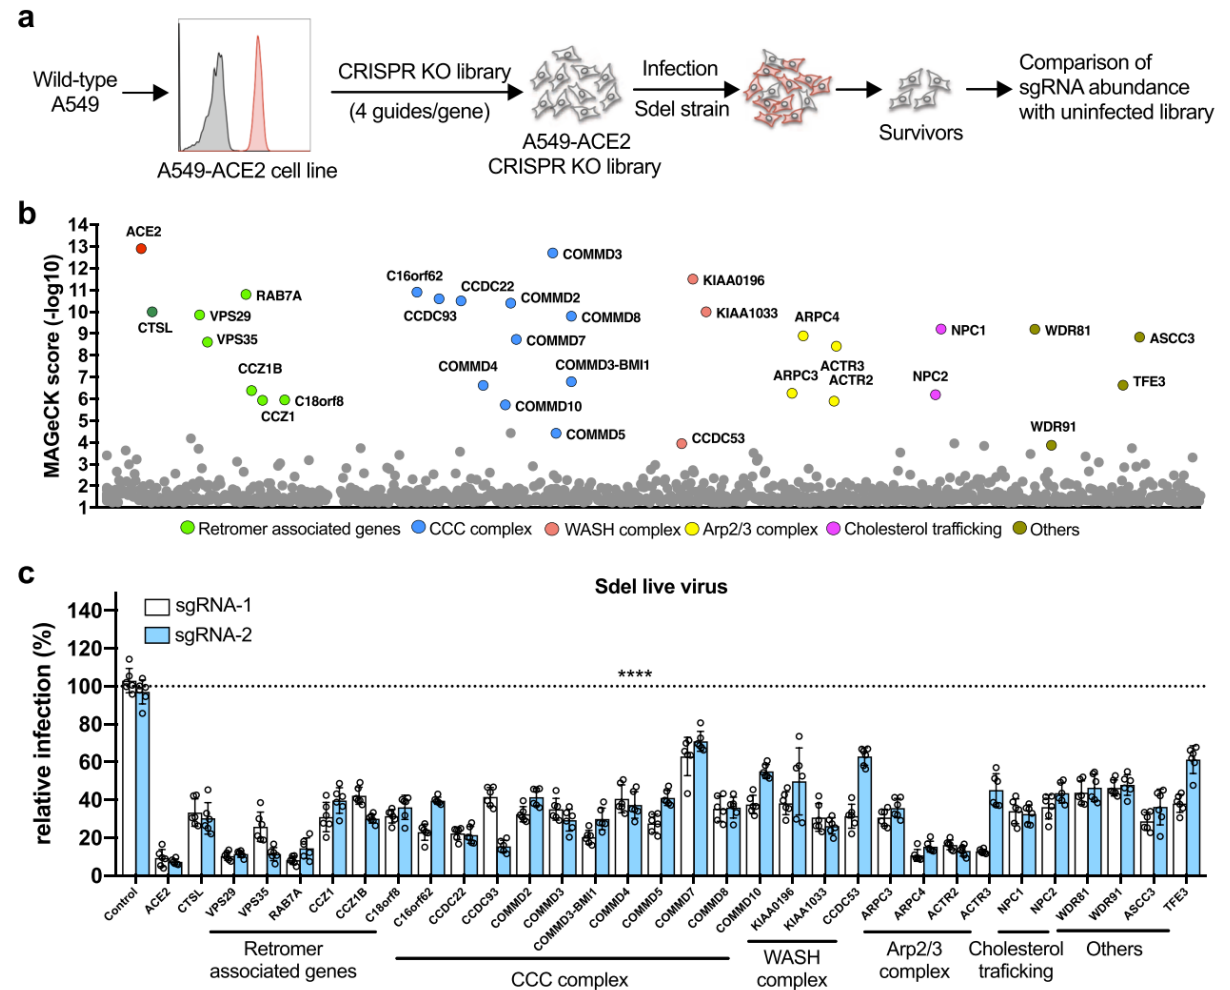 a
Wild-type
A549
A549-ACE2 cell line
CRISPR KO library
(4 guides/gene)
A549-ACE2
CRISPR KO library
Infection
Sdel strain
Survivors
Comparison of
sgRNA abundance
with uninfected library
b
MAGeCK score (-log10)
14
13
12
11
10
9
8
7
6
5
4
3
2
1
ACE2
CTSL
RAB7A
VPS29
VPS35
CCZ1B
CCZ1
C18orf8
C16orf62
CCDC93
CCDC22
COMMD3
COMMD2
COMMD8
COMMD7
COMMD4
COMMD3-BMI1
COMMD10
COMMD5
KIAA0196
KIAA1033
CCDC53
ARPC4
ACTR3
ARPC3
ACTR2
NPC1
NPC2
WDR81
ASCC3
TFE3
WDR91
Retromer associated genes
CCC complex
WASH complex
Arp2/3 complex
Cholesterol trafficking
Others
c
Sdel live virus
sgRNA-1
sgRNA-2
****
relative infection (%)
140
120
100
80
60
40
20
0
Control
ACE2
CTSL
VPS29
VPS35
RAB7A
CCZ1
CCZ1B
C18orf8
C16orf62
CCDC22
CCDC93
COMMD2
COMMD3
COMMD3-BMI1
COMMD4
COMMD5
COMMD7
COMMD8
COMMD10
KIAA0196
KIAA1033
CCDC53
ARPC3
ARPC4
ACTR2
ACTR3
NPC1
NPC2
WDR81
WDR91
ASCC3
TFE3
Retromer
associated genes
CCC complex
WASH
complex
Arp2/3
complex
Cholesterol
trafficking
Others